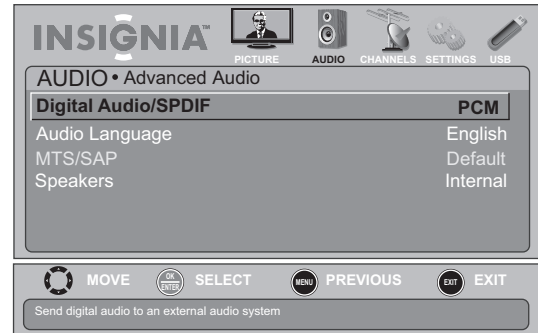 INSIGNIA™
PICTURE AUDIO CHANNELS SETTINGS USB
AUDIO • Advanced Audio
Digital Audio/SPDIF PCM
Audio Language English
MTS/SAP Default
Speakers Internal
MOVE OK ENTER SELECT MENU PREVIOUS EXIT EXIT
Send digital audio to an external audio system